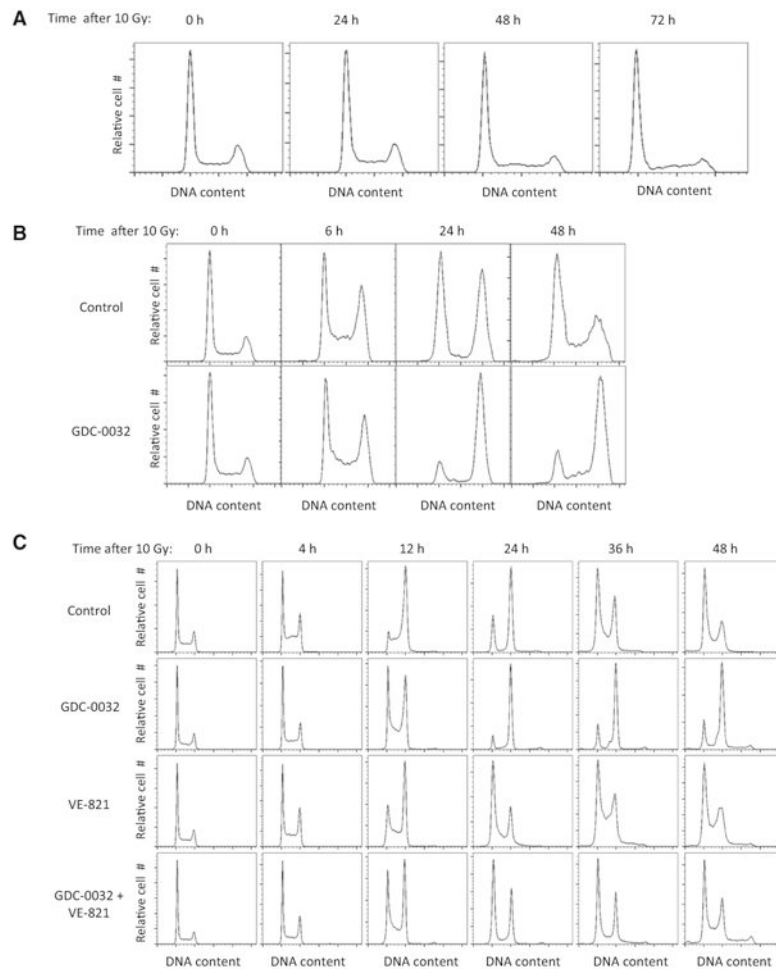 A
Time after 10 Gy: 0 h 24 h 48 h 72 h
Relative cell #
DNA content DNA content DNA content DNA content
B
Time after 10 Gy: 0 h 6 h 24 h 48 h
Control
Relative cell #
GDC-0032
Relative cell #
DNA content DNA content DNA content DNA content
C
Time after 10 Gy: 0 h 4 h 12 h 24 h 36 h 48 h
Control
Relative cell #
GDC-0032
Relative cell #
VE-821
Relative cell #
GDC-0032 +
VE-821
Relative cell #
DNA content DNA content DNA content DNA content DNA content DNA content